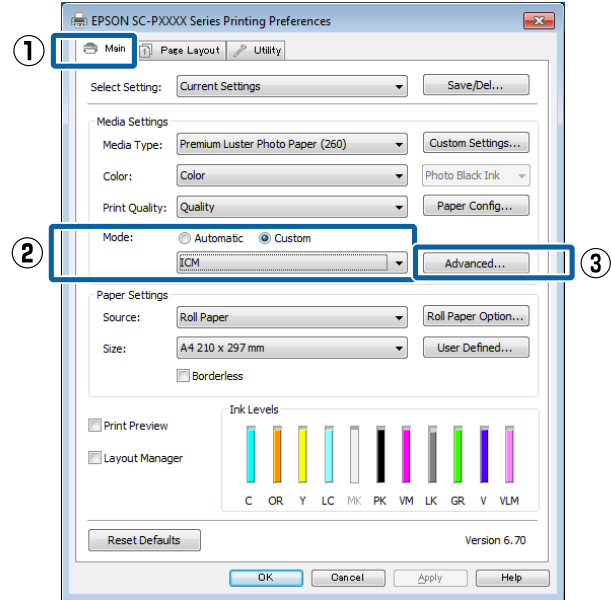 EPSON SC-PXXXX Series Printing Preferences
① Main Page Layout Utility
Select Setting: Current Settings Save/Del...
Media Settings
Media Type: Premium Luster Photo Paper (260) Custom Settings...
Color: Color Photo Black Ink
Print Quality: Quality Paper Config...
Mode: Automatic Custom
② ICM Advanced... ③
Paper Settings
Source: Roll Paper Roll Paper Option...
Size: A4 210 x 297 mm User Defined...
Borderless
Ink Levels
Print Preview
Layout Manager
C OR Y LC MK PK VM LK GR V VLM
Reset Defaults Version 6.70
OK Cancel Apply Help